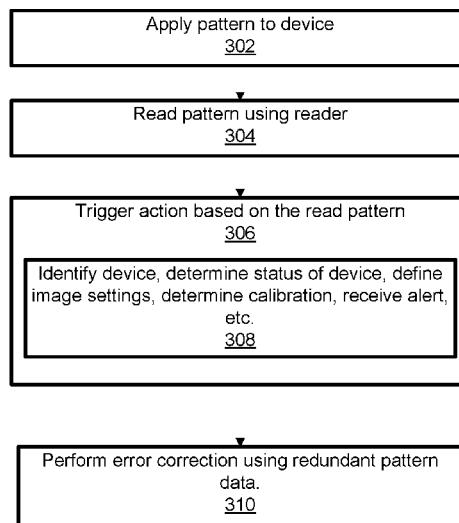 Apply pattern to device
302
Read pattern using reader
304
Trigger action based on the read pattern
306
Identify device, determine status of device, define
image settings, determine calibration, receive alert,
etc.
308
Perform error correction using redundant pattern
data.
310